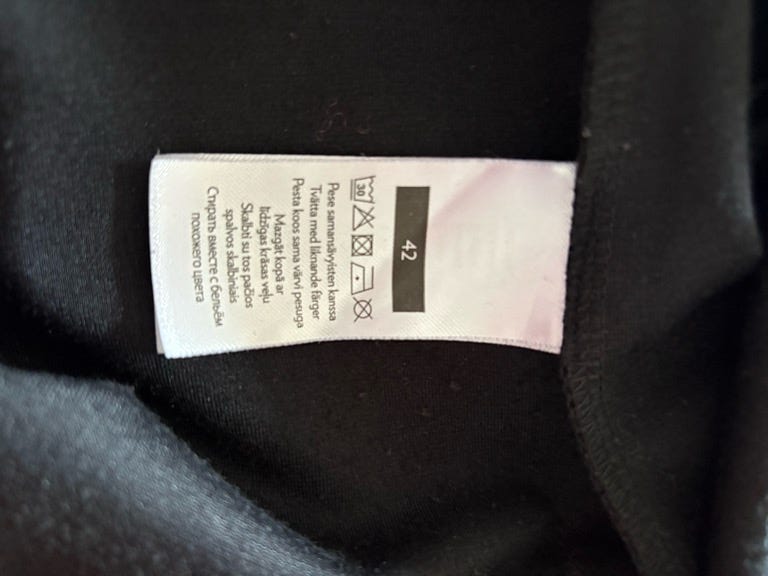 42
30
Pese samansävyisten kanssa
Tvätta med liknande färger
Pesta koos sama värvi pesuga
Mazgāt kopā ar
līdzīgas krāsas veļu
Skalbti su tos pačios
spalvos skalbiniais
Стирать вместе с бельём
похожего цвета